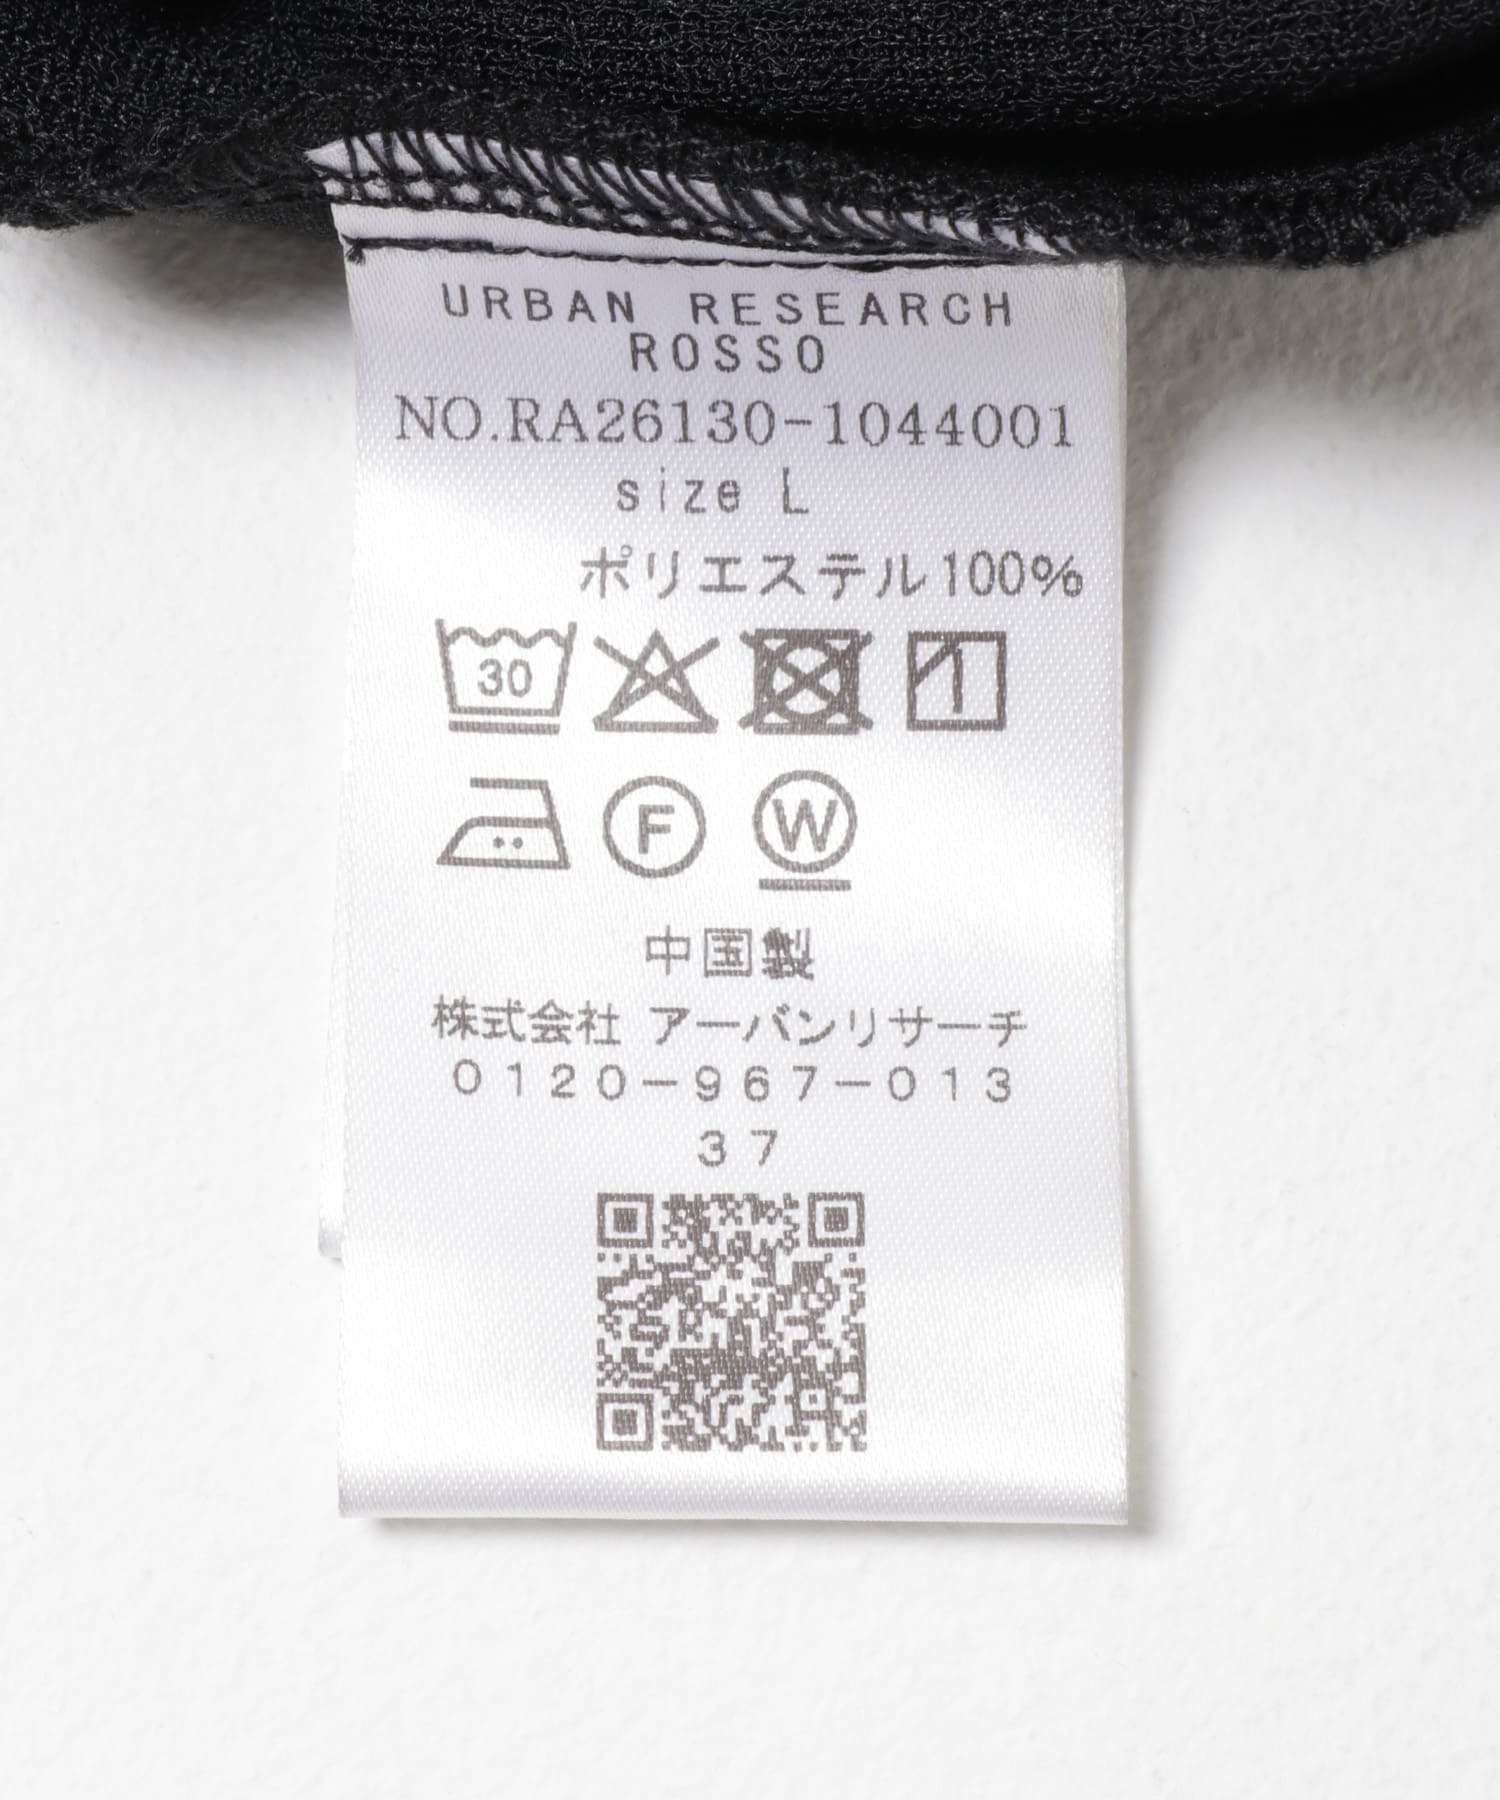 URBAN RESEARCH
ROSSO
NO.RA26130-1044001
size L
ポリエステル100%
30
F W
中国製
株式会社 アーバンリサーチ
0120-967-013
37